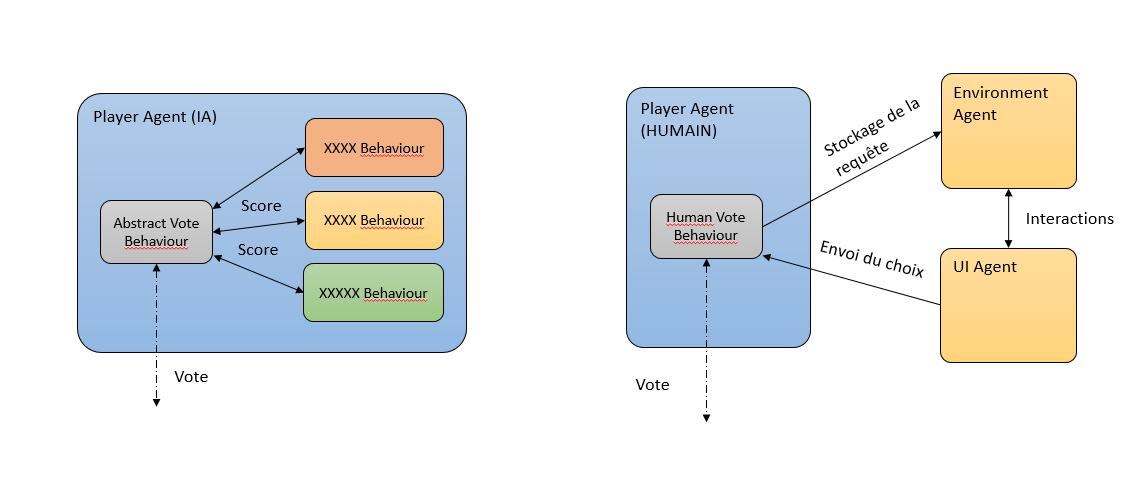 Player Agent (IA)
XXXX Behaviour
Score
XXXX Behaviour
Abstract Vote
Behaviour
Score
XXXXX Behaviour
Vote
Player Agent
(HUMAIN)
Human Vote
Behaviour
Vote
Stockage de la
requête
Envoi du choix
Environment
Agent
Interactions
UI Agent